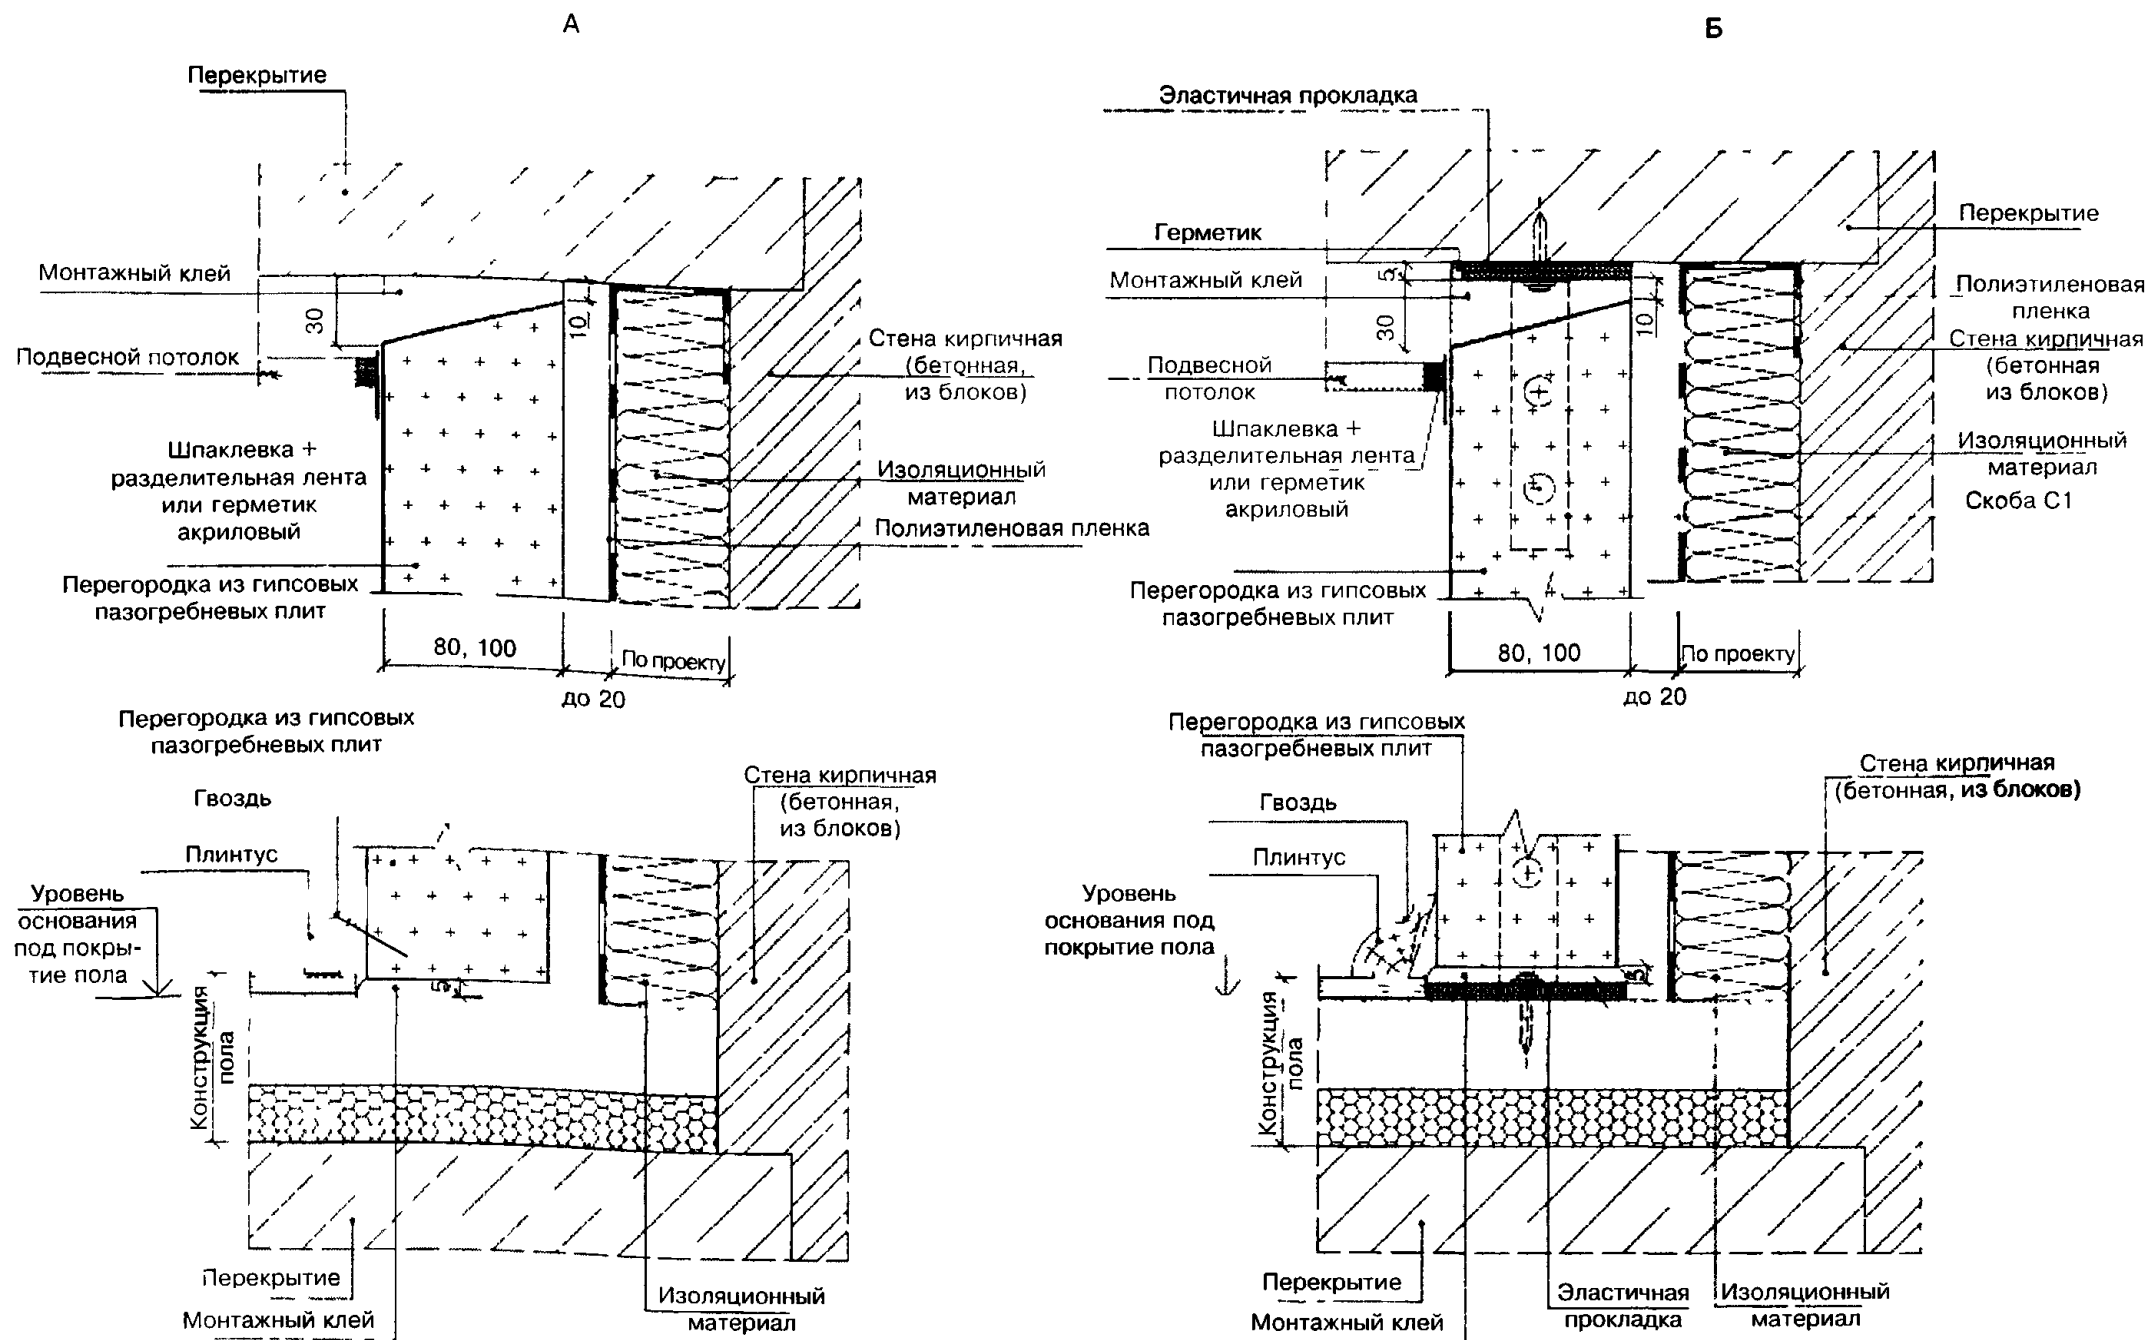 А
Перекрытие
Монтажный клей
30
10
Подвесной потолок
Стена кирпичная
(бетонная,
из блоков)
Шпаклевка +
разделительная лента
или герметик
акриловый
Изоляционный
материал
Полиэтиленовая пленка
Перегородка из гипсовых
пазогребневых плит
80, 100
По проекту
до 20
Перегородка из гипсовых
пазогребневых плит
Гвоздь
Плинтус
Уровень
основания
под покры-
тие пола
Стена кирпичная
(бетонная,
из блоков)
5
Конструкция
пола
Перекрытие
Монтажный клей
Изоляционный
материал
Б
Эластичная прокладка
Герметик
Монтажный клей
5
30
10
Перекрытие
Полиэтиленовая
пленка
Стена кирпичная
(бетонная
из блоков)
Подвесной
потолок
Шпаклевка +
разделительная лента
или герметик
акриловый
Изоляционный
материал
Скоба С1
Перегородка из гипсовых
пазогребневых плит
80, 100
По проекту
до 20
Перегородка из гипсовых
пазогребневых плит
Гвоздь
Плинтус
Уровень
основания под
покрытие пола
Стена кирпичная
(бетонная, из блоков)
5
Конструкция
пола
Перекрытие
Монтажный клей
Эластичная
прокладка
Изоляционный
материал